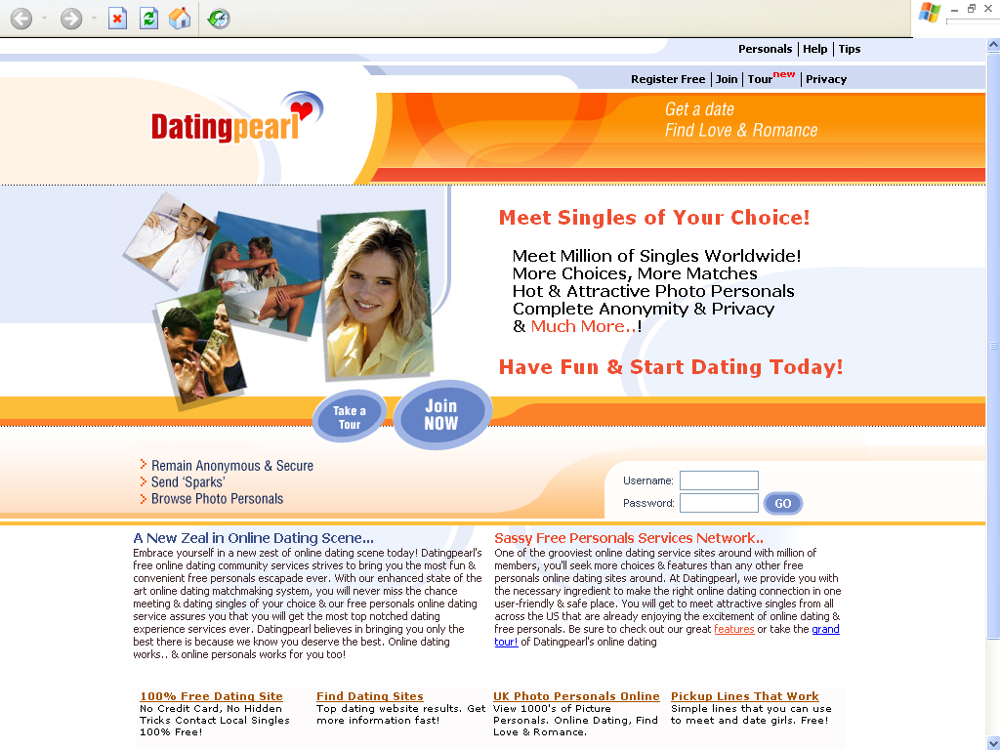 Personals | Help | Tips
Register Free | Join | Tour new | Privacy
Datingpearl
Get a date
Find Love & Romance
Meet Singles of Your Choice!
Meet Million of Singles Worldwide!
More Choices, More Matches
Hot & Attractive Photo Personals
Complete Anonymity & Privacy
& Much More..!
Have Fun & Start Dating Today!
Take a
Tour
Join
NOW
Remain Anonymous & Secure
Send ‘Sparks’
Browse Photo Personals
Username:
Password:
GO
A New Zeal in Online Dating Scene...
Embrace yourself in a new zest of online dating scene today! Datingpearl's
free online dating community services strives to bring you the most fun &
convenient free personals escapade ever. With our enhanced state of the
art online dating matchmaking system, you will never miss the chance
meeting & dating singles of your choice & our free personals online dating
service assures you that you will get the most top notched dating
experience services ever. Datingpearl believes in bringing you only the
best there is because we know you deserve the best. Online dating
works.. & online personals works for you too!
Sassy Free Personals Services Network..
One of the grooviest online dating service sites around with million of
members, you'll seek more choices & features than any other free
personals online dating sites around. At Datingpearl, we provide you with
the necessary ingredient to make the right online dating connection in one
user-friendly & safe place. You will get to meet attractive singles from all
across the US that are already enjoying the excitement of online dating &
free personals. Be sure to check out our great features or take the grand
tour! of Datingpearl's online dating
100% Free Dating Site
No Credit Card, No Hidden
Tricks Contact Local Singles
100% Free!
Find Dating Sites
Top dating website results. Get
more information fast!
UK Photo Personals Online
View 1000's of Picture
Personals. Online Dating, Find
Love & Romance.
Pickup Lines That Work
Simple lines that you can use
to meet and date girls. Free!